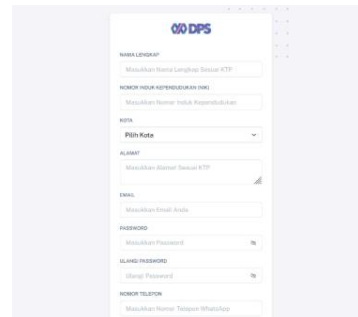 DPS
NAMA LENGKAP
Masukkan Nama Lengkap Sesuai KTP
NOMOR INDUK KEPENDUDUKAN (NIK)
Masukkan Nomor Induk Kependudukan
KOTA
Pilih Kota
ALAMAT
Masukkan Alamat Sesuai KTP
EMAIL
Masukkan Email Anda
PASSWORD
Masukkan Password
ULANGI PASSWORD
Ulangi Password
NOMOR TELEPON
Masukkan Nomor Telepon WhatsApp